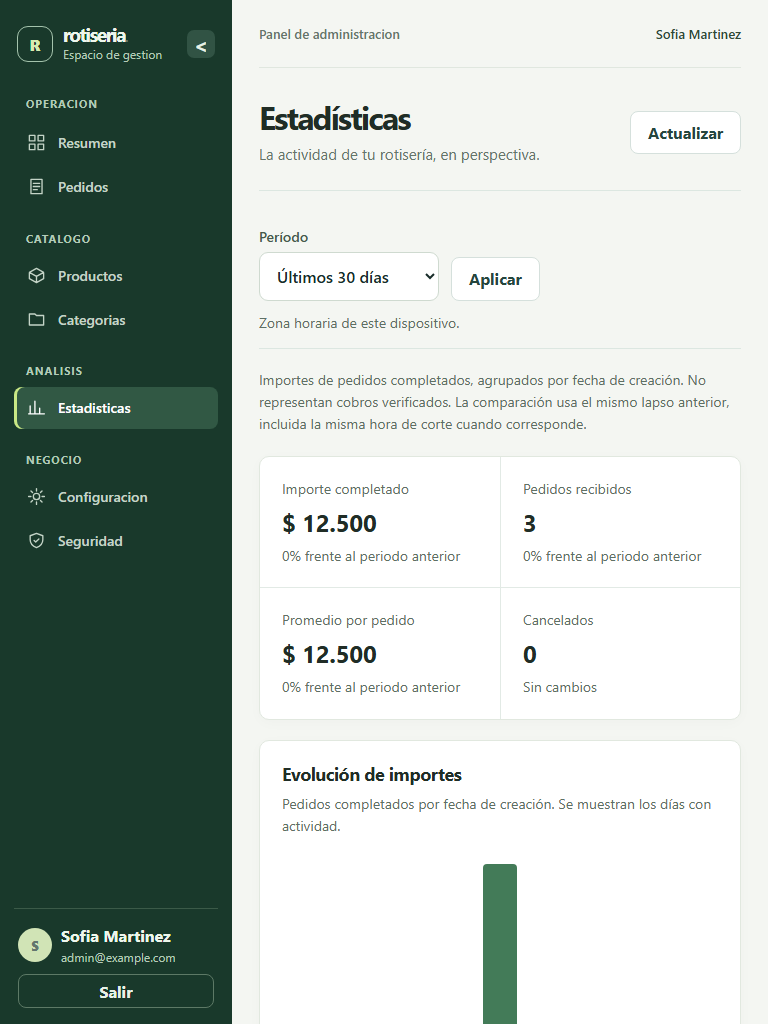 R
rotiseria
Espacio de gestion
<
OPERACION
Resumen
Pedidos
CATALOGO
Productos
Categorias
ANALISIS
Estadisticas
NEGOCIO
Configuracion
Seguridad
S
Sofia Martinez
admin@example.com
Salir
Panel de administracion
Sofia Martinez
Estadísticas
La actividad de tu rotisería, en perspectiva.
Actualizar
Período
Últimos 30 días
Aplicar
Zona horaria de este dispositivo.
Importes de pedidos completados, agrupados por fecha de creación. No
representan cobros verificados. La comparación usa el mismo lapso anterior,
incluida la misma hora de corte cuando corresponde.
Importe completado
$ 12.500
0% frente al periodo anterior
Pedidos recibidos
3
0% frente al periodo anterior
Promedio por pedido
$ 12.500
0% frente al periodo anterior
Cancelados
0
Sin cambios
Evolución de importes
Pedidos completados por fecha de creación. Se muestran los días con
actividad.